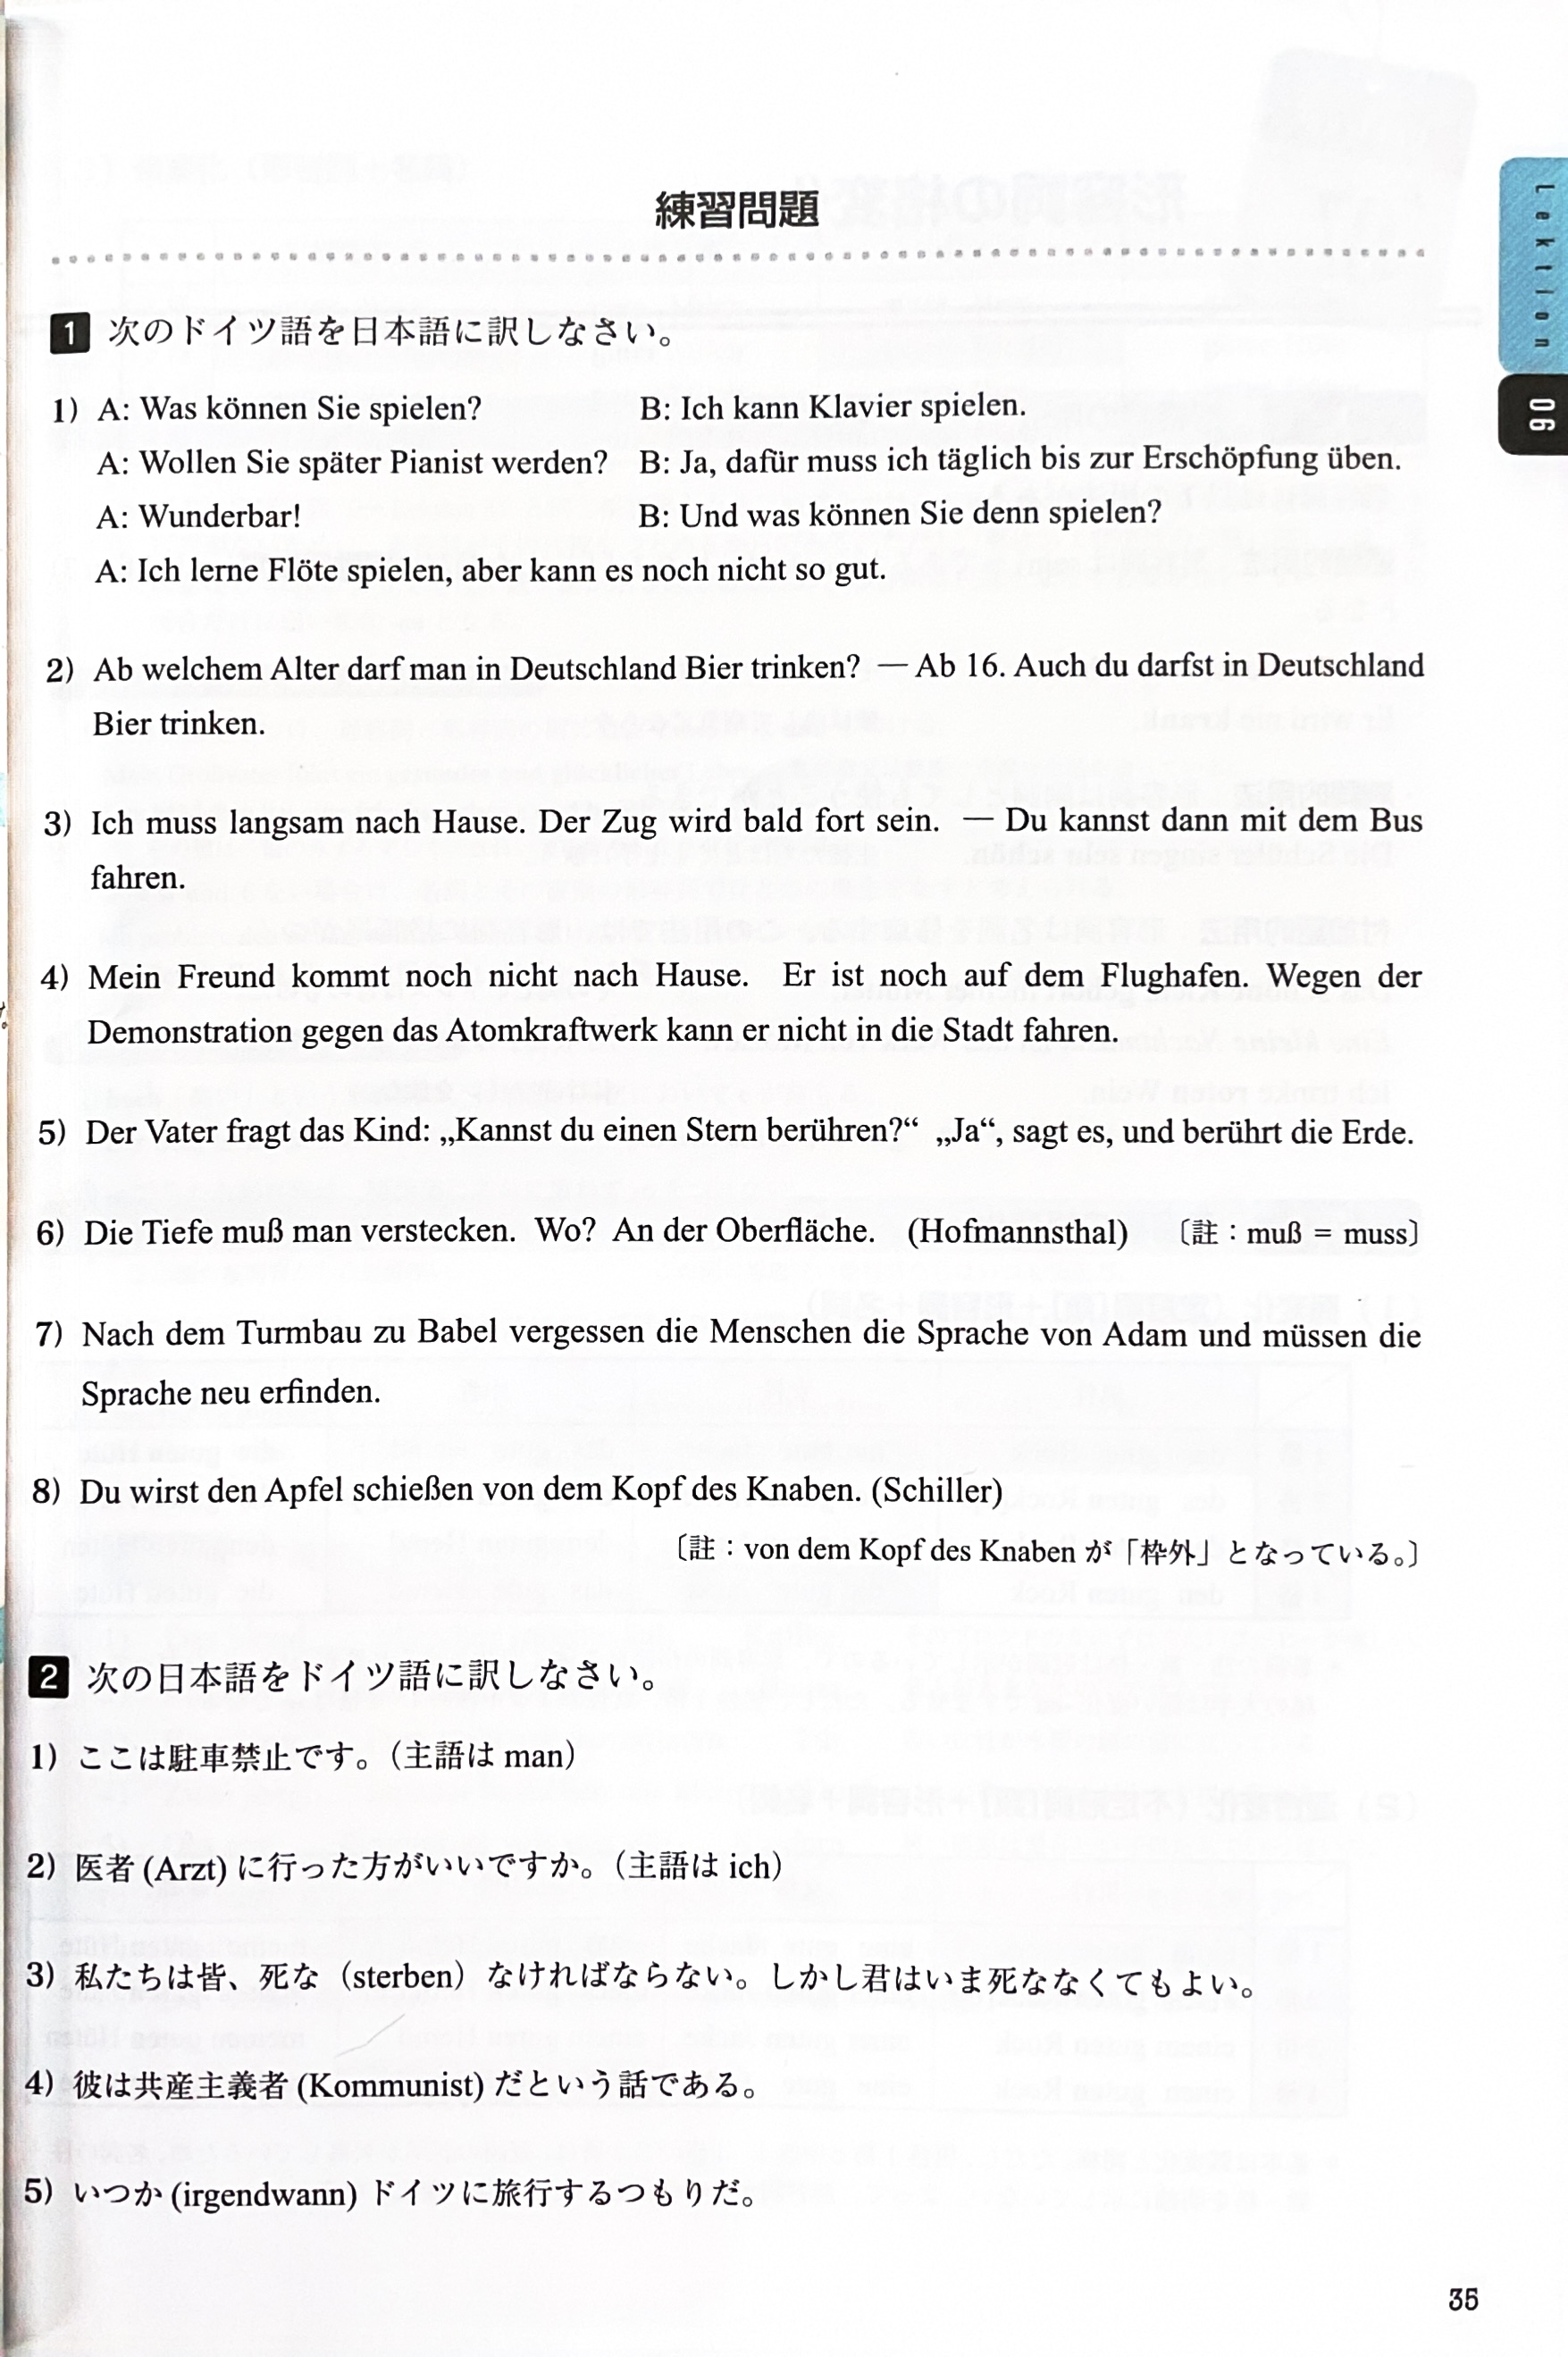 練習問題
Lektion 06
1 次のドイツ語を日本語に訳しなさい。
1) A: Was können Sie spielen? B: Ich kann Klavier spielen.
A: Wollen Sie später Pianist werden? B: Ja, dafür muss ich täglich bis zur Erschöpfung üben.
A: Wunderbar! B: Und was können Sie denn spielen?
A: Ich lerne Flöte spielen, aber kann es noch nicht so gut.
2) Ab welchem Alter darf man in Deutschland Bier trinken? — Ab 16. Auch du darfst in Deutschland
Bier trinken.
3) Ich muss langsam nach Hause. Der Zug wird bald fort sein. — Du kannst dann mit dem Bus
fahren.
4) Mein Freund kommt noch nicht nach Hause. Er ist noch auf dem Flughafen. Wegen der
Demonstration gegen das Atomkraftwerk kann er nicht in die Stadt fahren.
5) Der Vater fragt das Kind: „Kannst du einen Stern berühren?“ „Ja“, sagt es, und berührt die Erde.
6) Die Tiefe muß man verstecken. Wo? An der Oberfläche. (Hofmannsthal) 〔註：muß = muss〕
7) Nach dem Turmbau zu Babel vergessen die Menschen die Sprache von Adam und müssen die
Sprache neu erfinden.
8) Du wirst den Apfel schießen von dem Kopf des Knaben. (Schiller)
〔註：von dem Kopf des Knaben が「枠外」となっている。〕
2 次の日本語をドイツ語に訳しなさい。
1) ここは駐車禁止です。（主語は man）
2) 医者 (Arzt) に行った方がいいですか。（主語は ich）
3) 私たちは皆、死な（sterben）なければならない。しかし君はいま死ななくてもよい。
4) 彼は共産主義者 (Kommunist) だという話である。
5) いつか (irgendwann) ドイツに旅行するつもりだ。
35